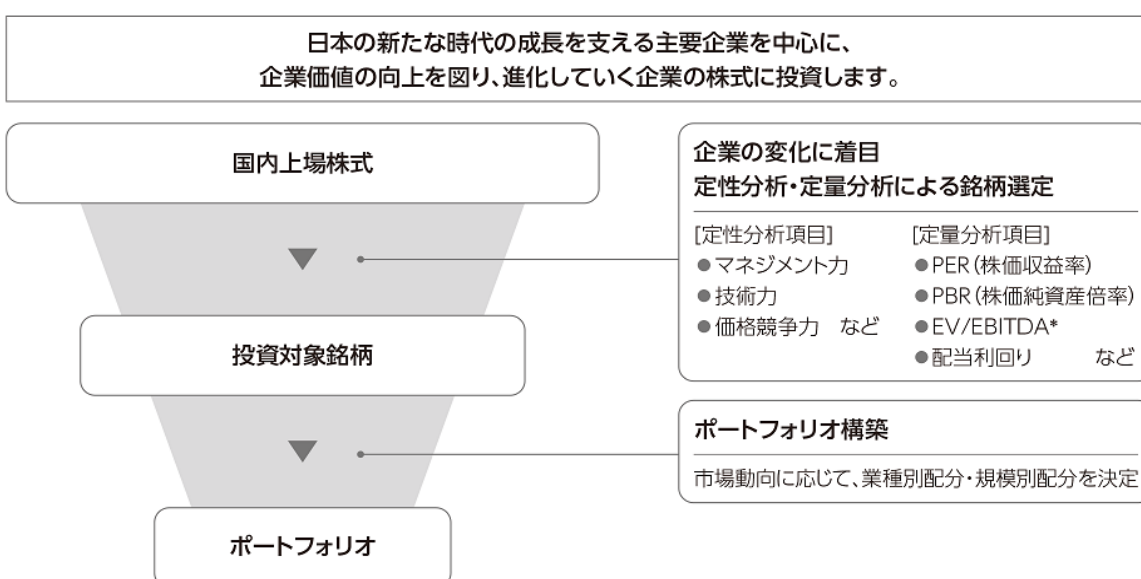 日本の新たな時代の成長を支える主要企業を中心に、
企業価値の向上を図り、進化していく企業の株式に投資します。
国内上場株式
企業の変化に着目
定性分析・定量分析による銘柄選定
[定性分析項目]
●マネジメント力
●技術力
●価格競争力 など
[定量分析項目]
●PER(株価収益率)
●PBR(株価純資産倍率)
●EV/EBITDA*
●配当利回り など
投資対象銘柄
ポートフォリオ構築
市場動向に応じて、業種別配分・規模別配分を決定
ポートフォリオ